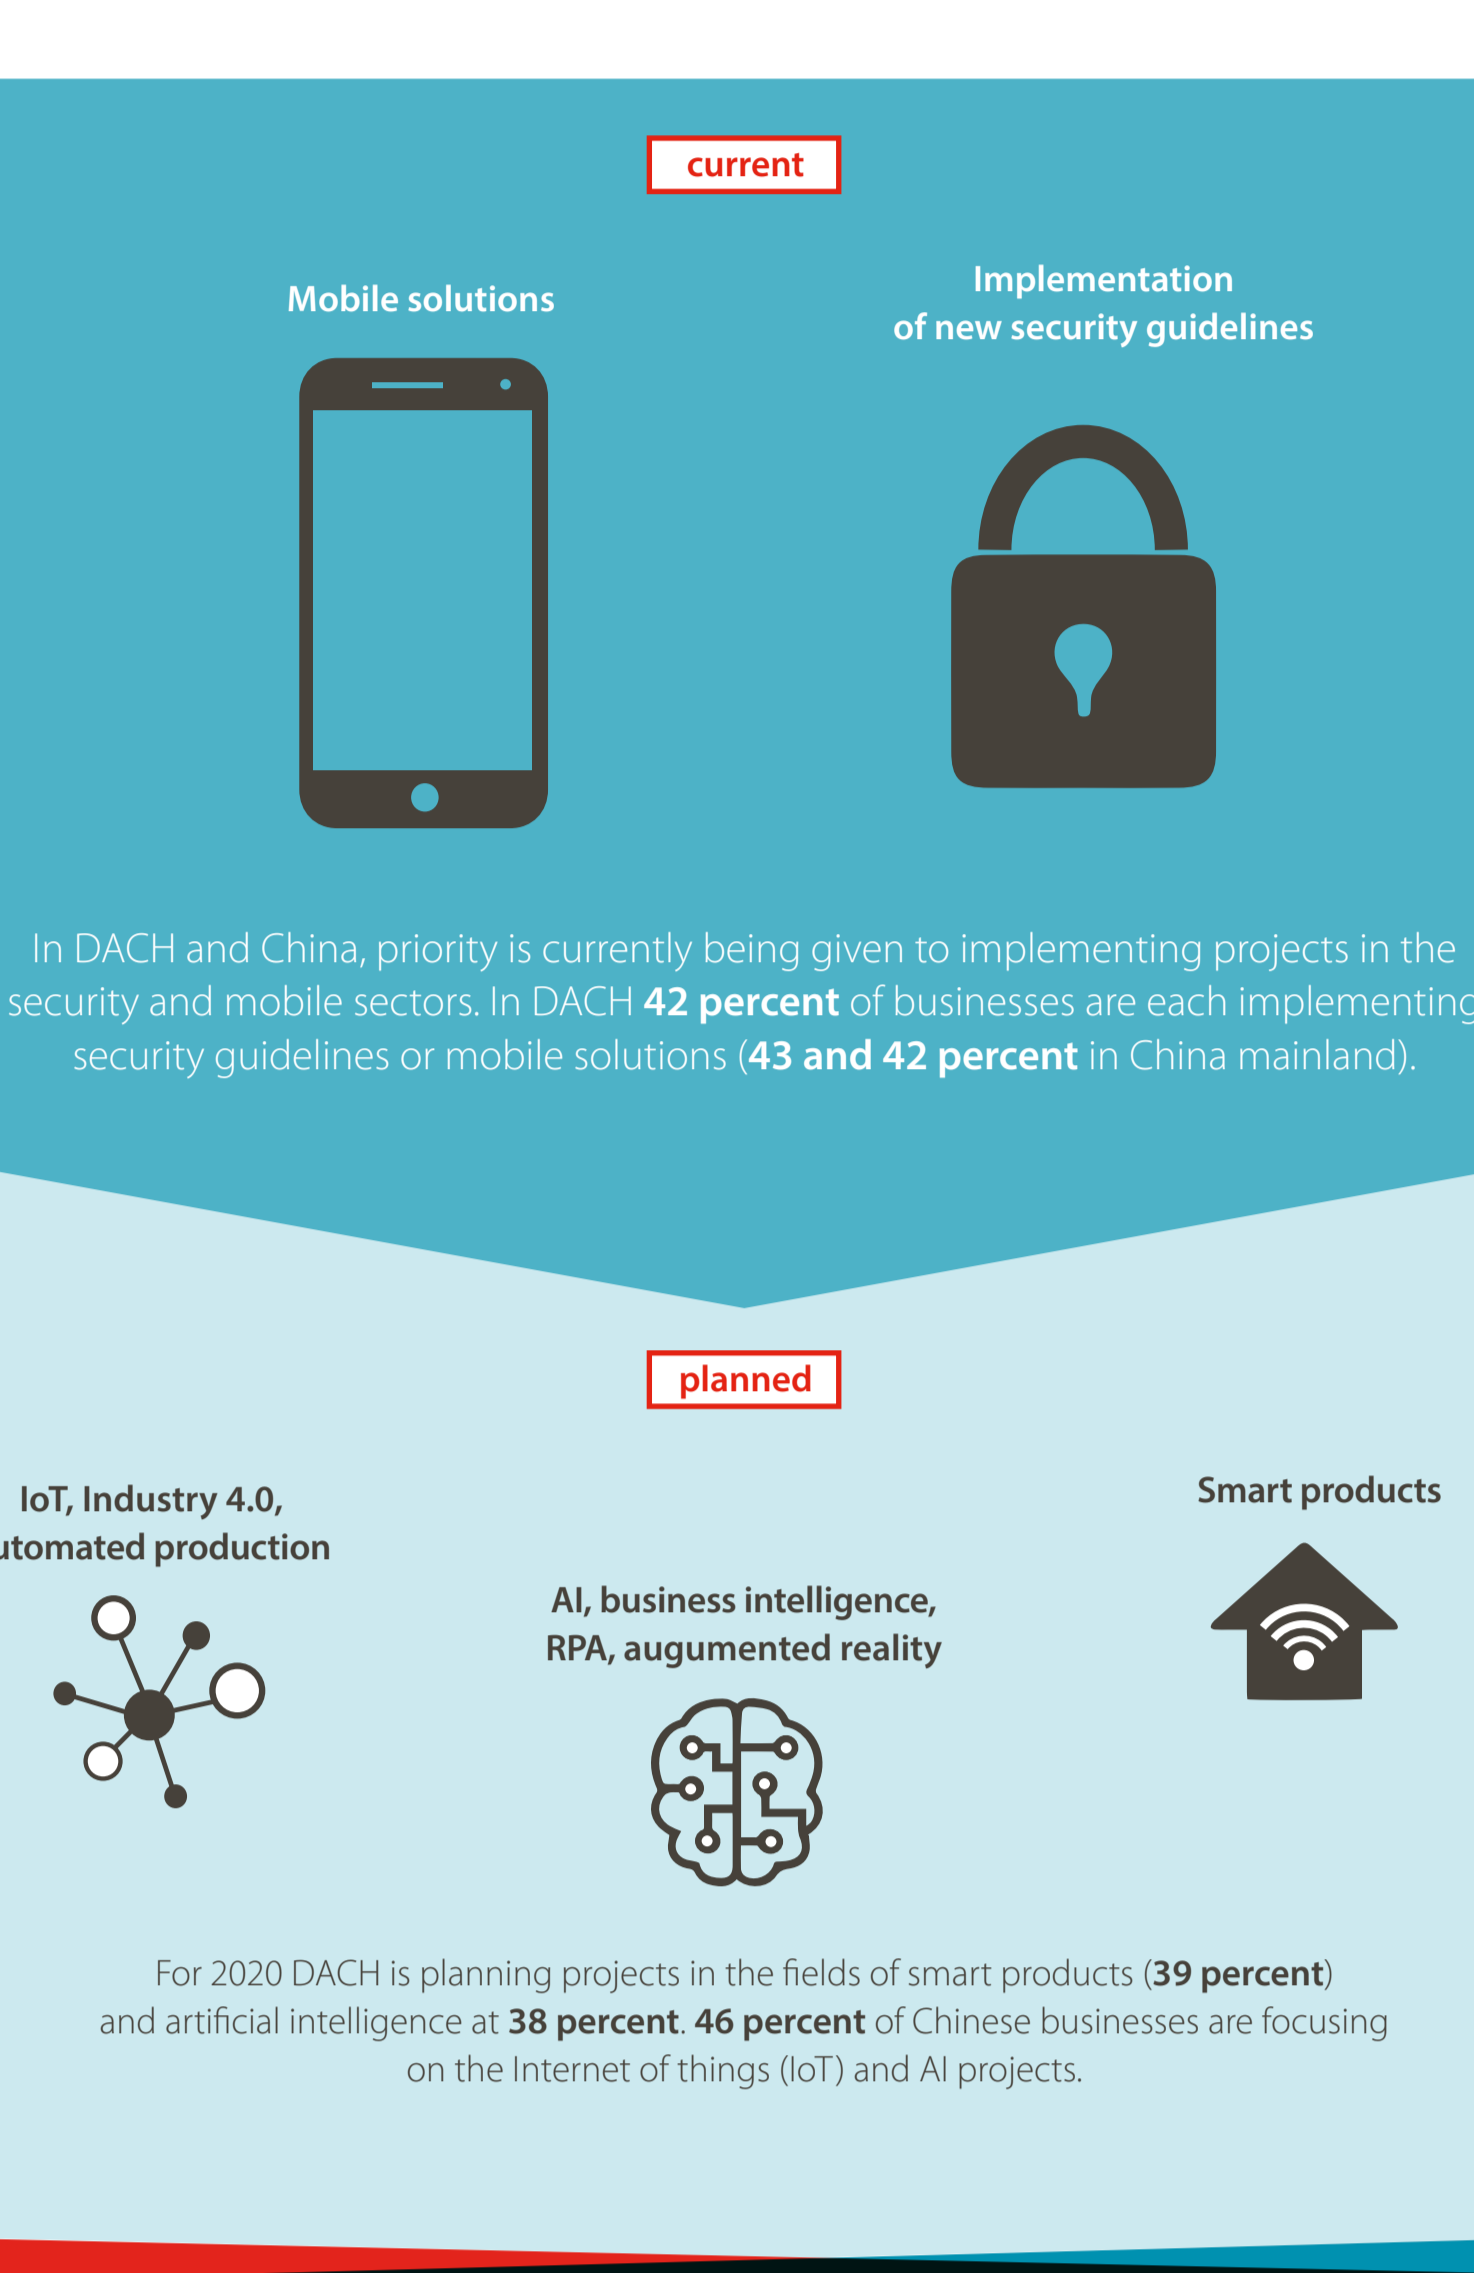 current
Mobile solutions
Implementation
of new security guidelines
In DACH and China, priority is currently being given to implementing projects in the
security and mobile sectors. In DACH 42 percent of businesses are each implementing
security guidelines or mobile solutions (43 and 42 percent in China mainland).
planned
IoT, Industry 4.0,
utomated production
AI, business intelligence,
RPA, augumented reality
Smart products
For 2020 DACH is planning projects in the fields of smart products (39 percent)
and artificial intelligence at 38 percent. 46 percent of Chinese businesses are focusing
on the Internet of things (IoT) and AI projects.